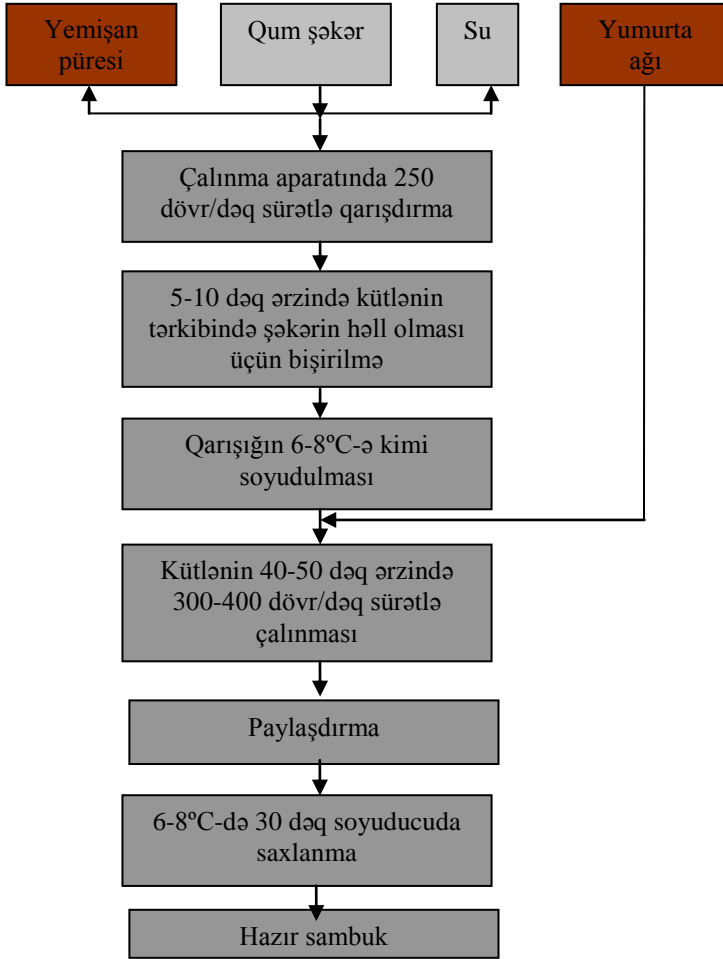 Yemişan
püresi
Qum şəkər
Su
Yumurta
ağı
Çalınma aparatında 250
dövr/dəq sürətlə qarışdırma
5-10 dəq ərzində kütlənin
tərkibində şəkərin həll olması
üçün bişirilmə
Qarışığın 6-8ºC-ə kimi
soyudulması
Kütlənin 40-50 dəq ərzində
300-400 dövr/dəq sürətlə
çalınması
Paylaşdırma
6-8ºC-də 30 dəq soyuducuda
saxlanma
Hazır sambuk